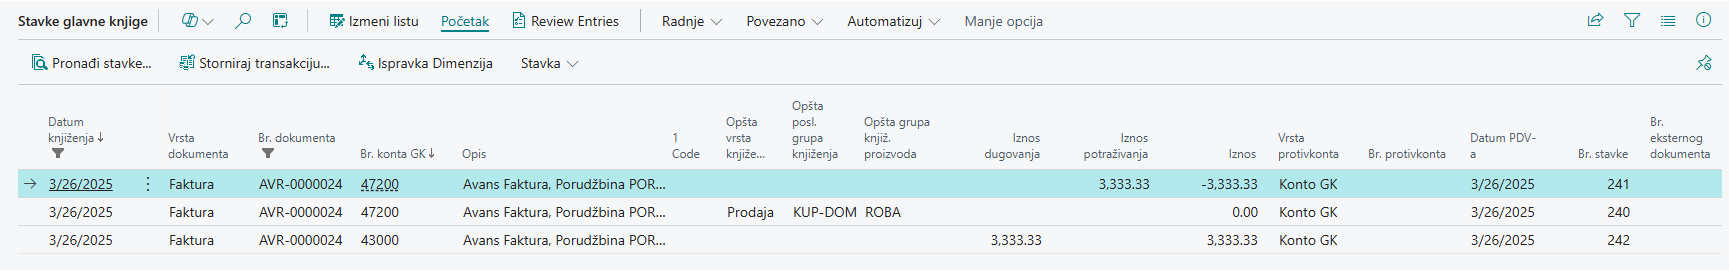 Stavke glavne knjige Izmeni listu Početak Review Entries Radnje Povezano Automatizuj Manje opcija
Pronađi stavke... Storniraj transakciju... Ispravka Dimenzija Stavka
Datum knjiženja↓ Vrsta dokumenta Br. dokumenta Br. konta GK↓ Opis 1 Code Opšta vrsta knjiže... Opšta posl. grupa knjiženja Opšta grupa knjiž. proizvoda Iznos dugovanja Iznos potraživanja Iznos Vrsta protivkonta Br. protivkonta Datum PDV-a Br. stavke Br. eksternog dokumenta
3/26/2025 Faktura AVR-0000024 47200 Avans Faktura, Porudžbina POR... 3,333.33 -3,333.33 Konto GK 3/26/2025 241
3/26/2025 Faktura AVR-0000024 47200 Avans Faktura, Porudžbina POR... Prodaja KUP-DOM ROBA 0.00 Konto GK 3/26/2025 240
3/26/2025 Faktura AVR-0000024 43000 Avans Faktura, Porudžbina POR... 3,333.33 3,333.33 Konto GK 3/26/2025 242